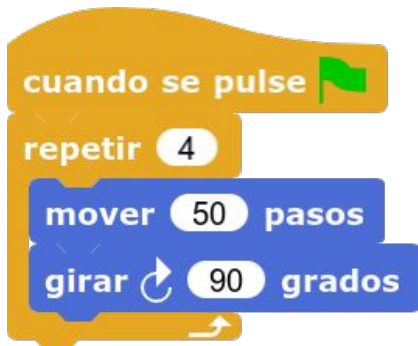 cuando se pulse
repetir 4
mover 50 pasos
girar 90 grados